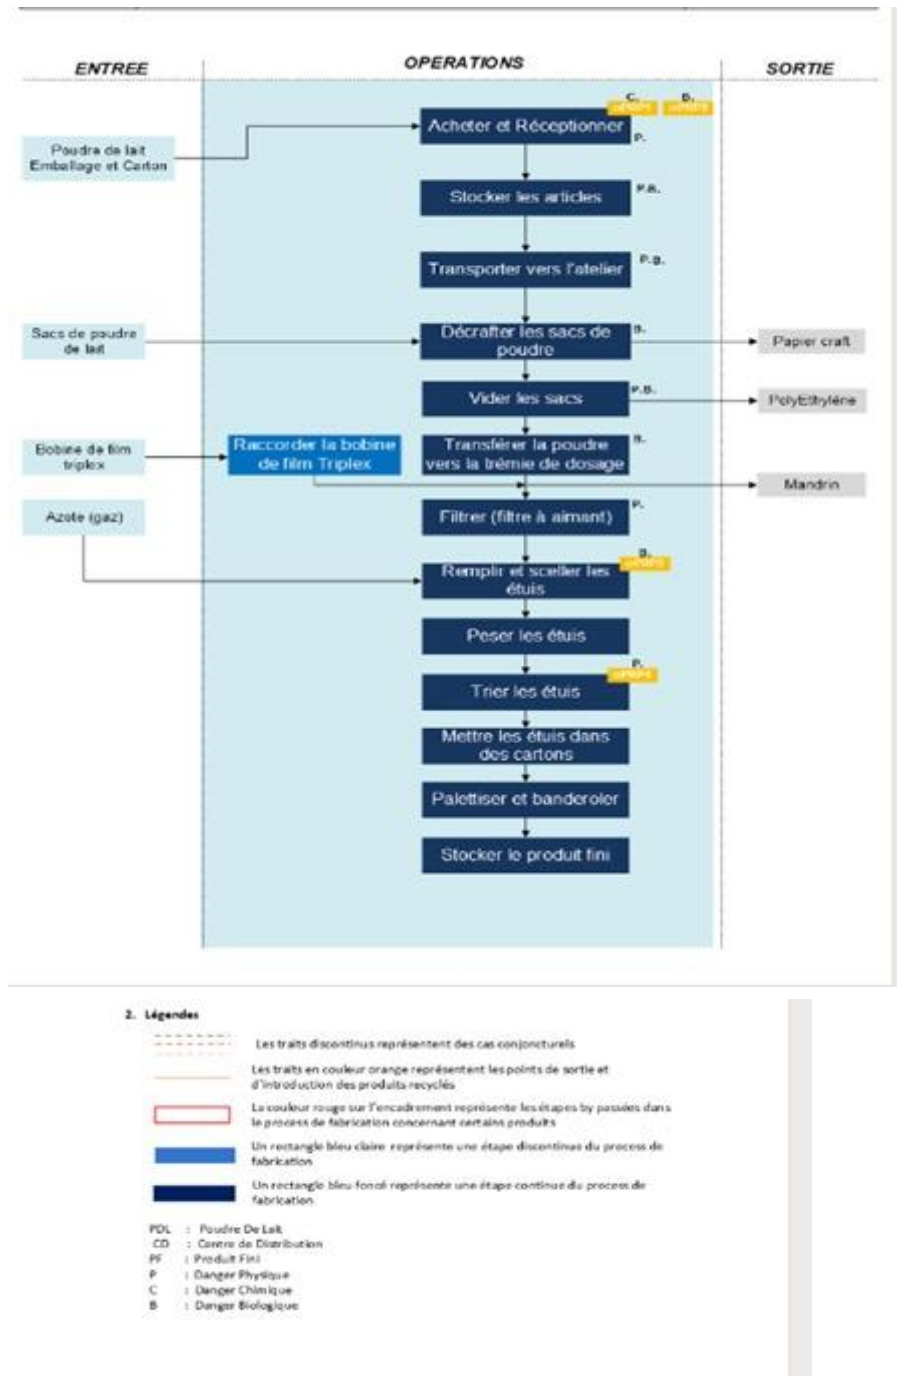 ENTREE
OPERATIONS
SORTIE
C.
B.
Acheter et Réceptionner
P.
Poudre de lait
Emballage et Carton
Stocker les articles
P.B.
Transporter vers l'atelier
P.B.
Sacs de poudre
de lait
Décrafter les sacs de
poudre
B.
Papier craft
Vider les sacs
P.B.
PolyEthylène
Bobine de film
triplex
Raccorder la bobine
de film Triplex
Transférer la poudre
vers la trémie de dosage
B.
Mandrin
Azote (gaz)
Filtrer (filtre à aimant)
P.
B.
Remplir et sceller les
étuis
Peser les étuis
P.
Trier les étuis
Mettre les étuis dans
des cartons
Palettiser et banderoler
Stocker le produit fini
2. Légendes
Les traits discontinus représentent des cas conjoncturels
Les traits en couleur orange représentent les points de sortie et
d'introduction des produits recyclés
La couleur rouge sur l'encadrement représente les étapes by passées dans
le process de fabrication concernant certains produits
Un rectangle bleu claire représente une étape discontinue du process de
fabrication
Un rectangle bleu foncé représente une étape continue du process de
fabrication
PDL : Poudre De Lait
CD : Centre de Distribution
PF : Produit Fini
P : Danger Physique
C : Danger Chimique
B : Danger Biologique